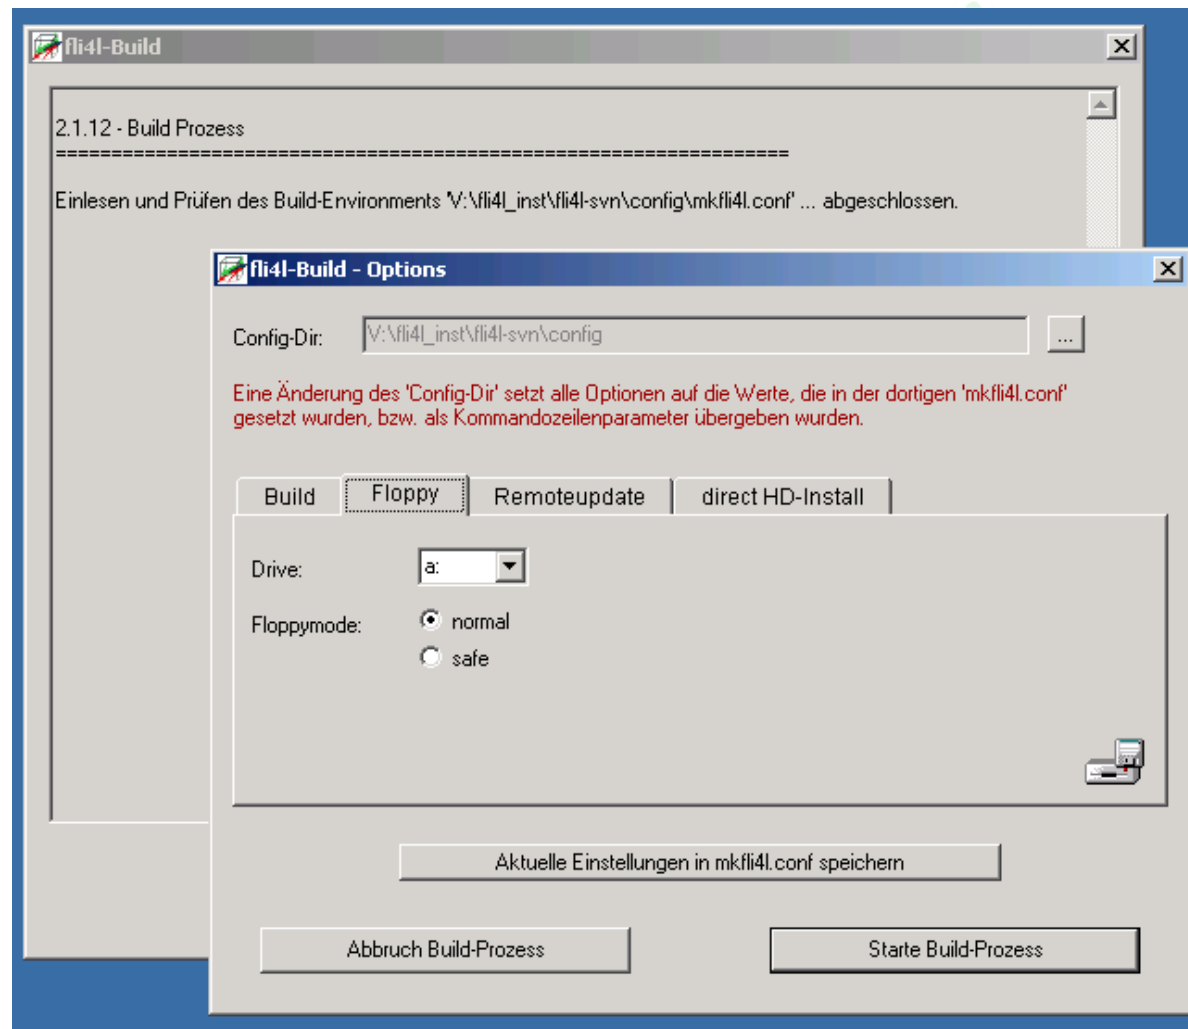 fli4l-Build
2.1.12 - Build Prozess
==================================================================
Einlesen und Prüfen des Build-Environments 'V:\fli4l_inst\fli4l-svn\config\mkfli4l.conf' ... abgeschlossen.
fli4l-Build - Options
Config-Dir: V:\fli4l_inst\fli4l-svn\config ...
Eine Änderung des 'Config-Dir' setzt alle Optionen auf die Werte, die in der dortigen 'mkfli4l.conf'
gesetzt wurden, bzw. als Kommandozeilenparameter übergeben wurden.
Build Floppy Remoteupdate direct HD-Install
Drive: a:
Floppymode: normal
safe
Aktuelle Einstellungen in mkfli4l.conf speichern
Abbruch Build-Prozess Starte Build-Prozess